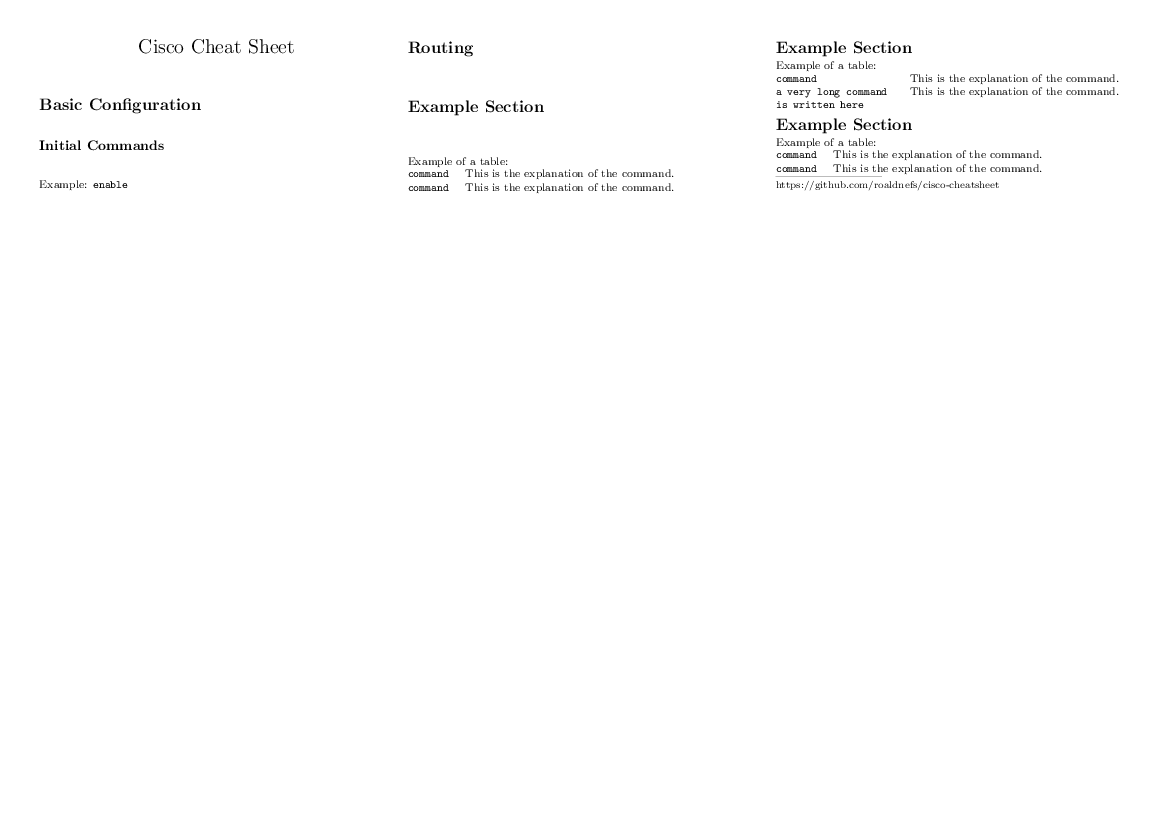 Cisco Cheat Sheet
Basic Configuration
Initial Commands
Example: enable
Routing
Example Section
Example of a table:
command This is the explanation of the command.
command This is the explanation of the command.
Example Section
Example of a table:
command This is the explanation of the command.
a very long command This is the explanation of the command.
is written here
Example Section
Example of a table:
command This is the explanation of the command.
command This is the explanation of the command.
https://github.com/roaldnefs/cisco-cheatsheet